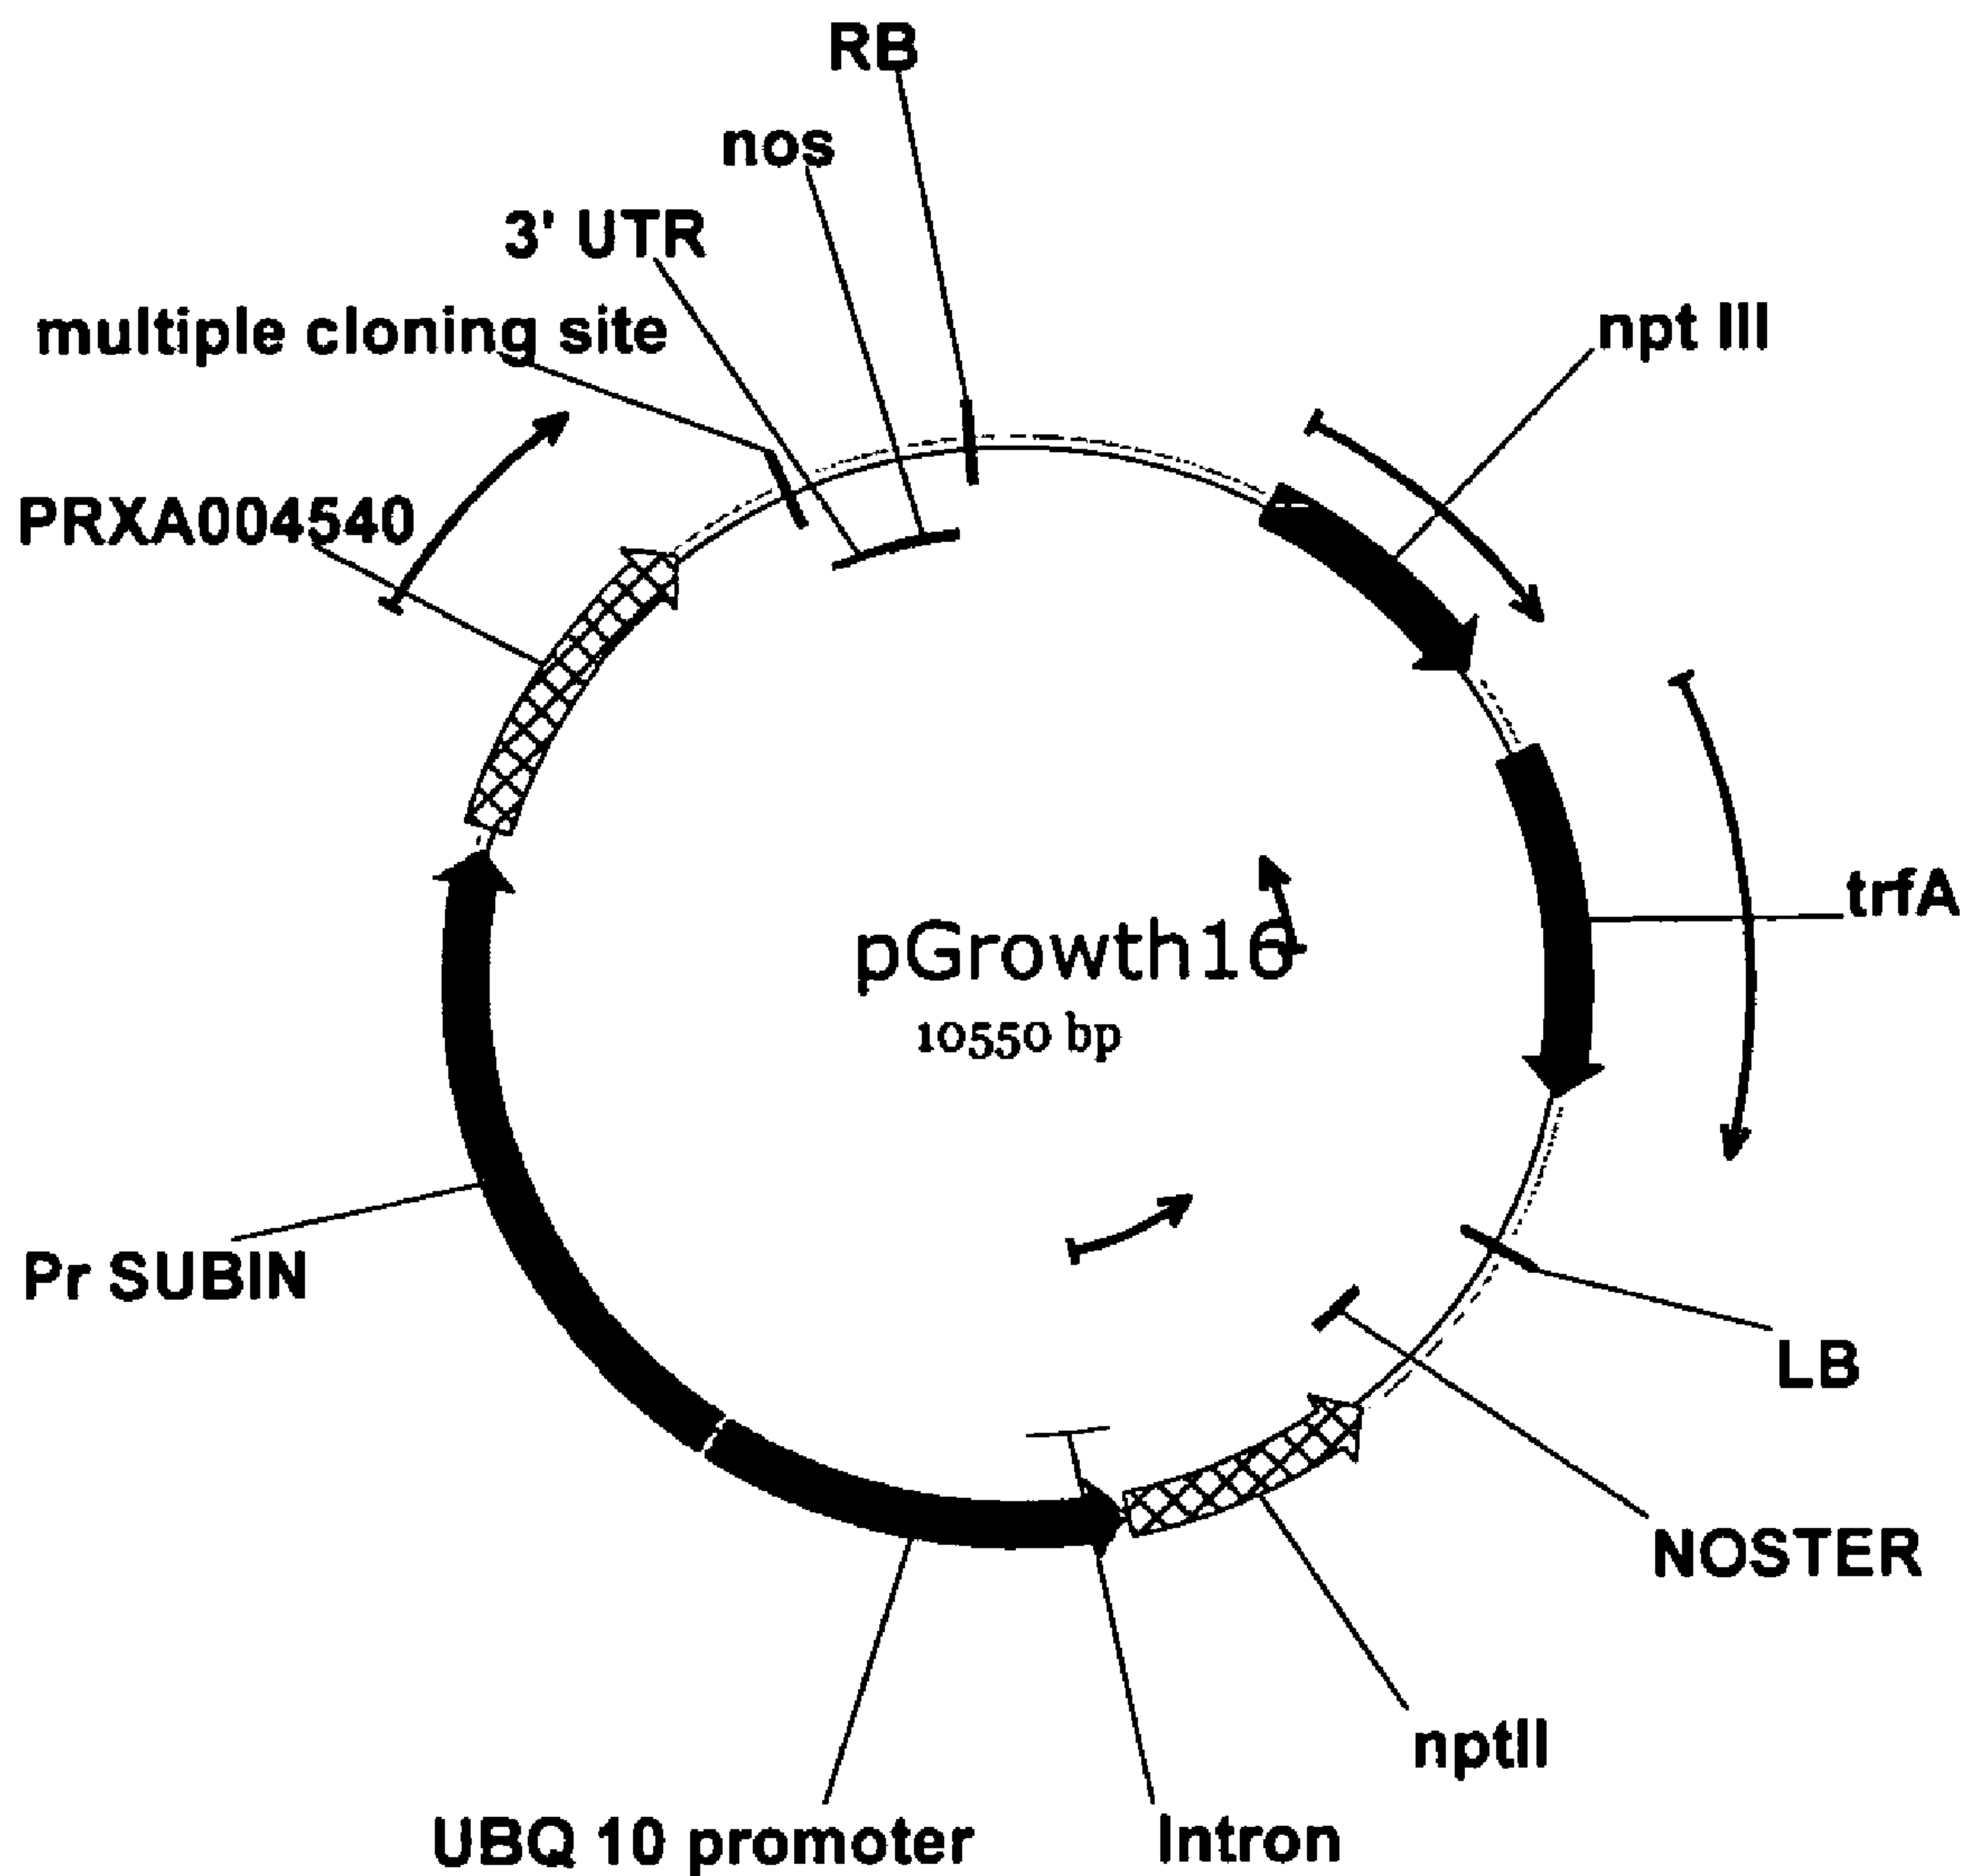 RB
nos
3' UTR
multiple cloning site
npt III
PRXA004540
trfA
pGrowth16
10550 bp
Pr SUBIN
LB
NOSTER
nptII
UBQ 10 promoter
Intron